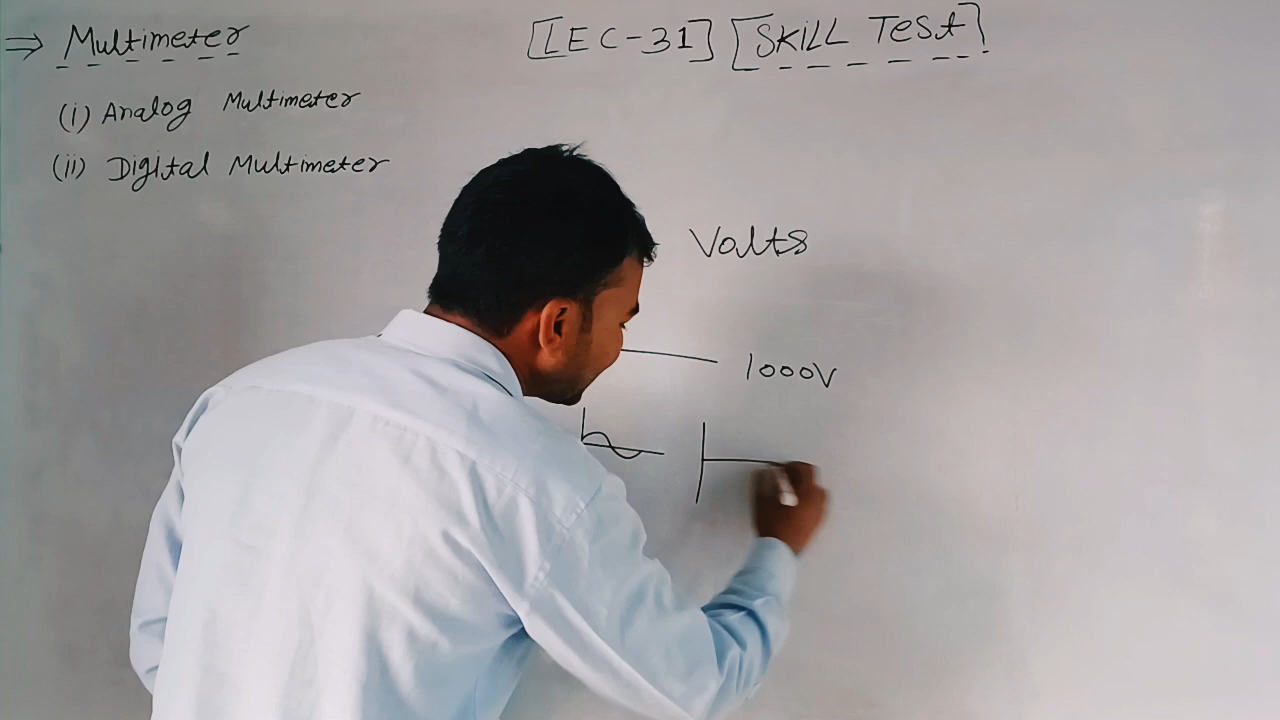 ⇒ Multimeter [LEC-31] [SKILL TEST]
(i) Analog Multimeter
(ii) Digital Multimeter
Volts
1000V